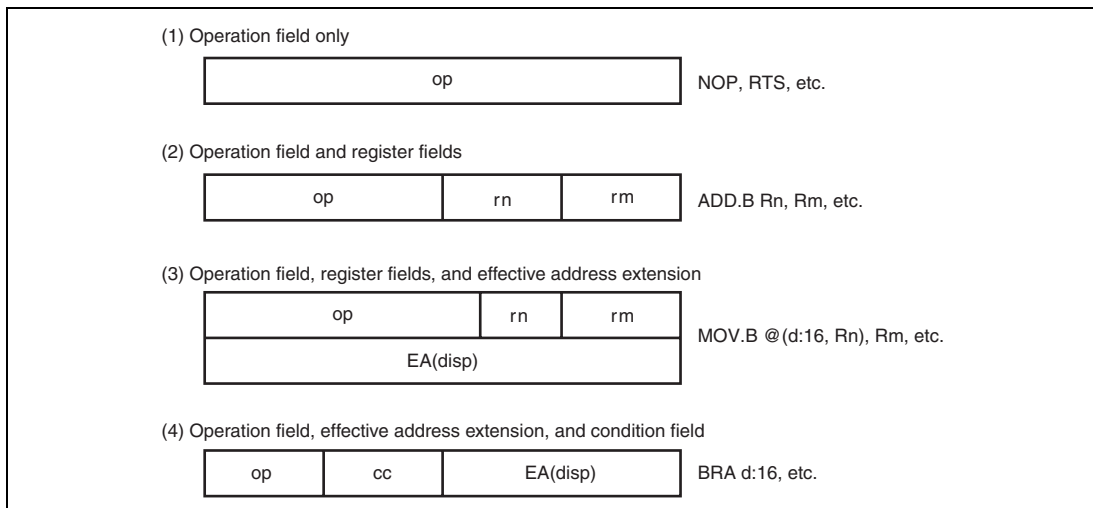 (1) Operation field only
op
NOP, RTS, etc.
(2) Operation field and register fields
op rn rm
ADD.B Rn, Rm, etc.
(3) Operation field, register fields, and effective address extension
op rn rm
MOV.B @(d:16, Rn), Rm, etc.
EA(disp)
(4) Operation field, effective address extension, and condition field
op cc EA(disp)
BRA d:16, etc.